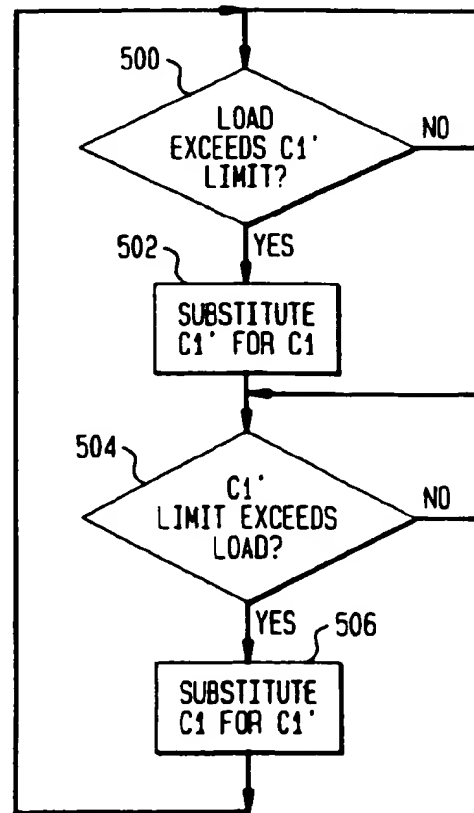 500
LOAD
EXCEEDS C1'
LIMIT?
NO
YES
502
SUBSTITUTE
C1' FOR C1
504
C1'
LIMIT EXCEEDS
LOAD?
NO
YES
506
SUBSTITUTE
C1 FOR C1'